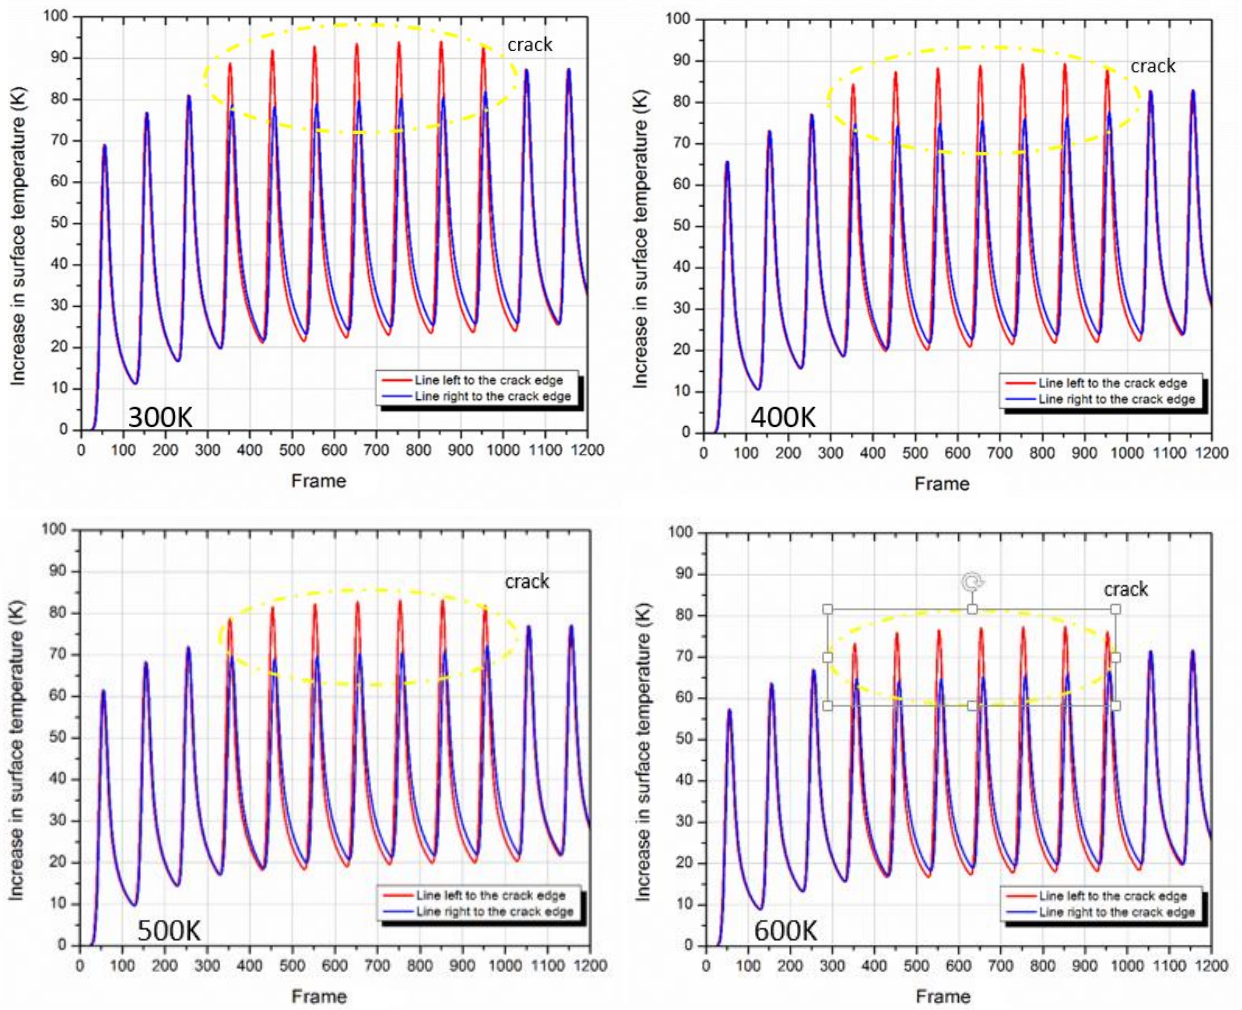 100
90
80
70
60
50
40
30
20
10
0
Increase in surface temperature (K)
crack
Line left to the crack edge
Line right to the crack edge
300K
0 100 200 300 400 500 600 700 800 900 1000 1100 1200
Frame
100
90
80
70
60
50
40
30
20
10
0
Increase in surface temperature (K)
crack
Line left to the crack edge
Line right to the crack edge
400K
0 100 200 300 400 500 600 700 800 900 1000 1100 1200
Frame
100
90
80
70
60
50
40
30
20
10
0
Increase in surface temperature (K)
crack
Line left to the crack edge
Line right to the crack edge
500K
0 100 200 300 400 500 600 700 800 900 1000 1100 1200
Frame
100
90
80
70
60
50
40
30
20
10
0
Increase in surface temperature (K)
crack
Line left to the crack edge
Line right to the crack edge
600K
0 100 200 300 400 500 600 700 800 900 1000 1100 1200
Frame